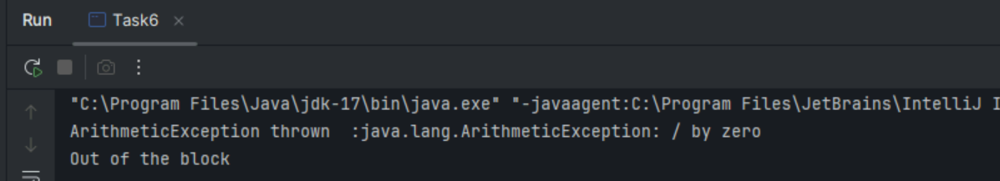 Run Task6
"C:\Program Files\Java\jdk-17\bin\java.exe" "-javaagent:C:\Program Files\JetBrains\IntelliJ I
ArithmeticException thrown  :java.lang.ArithmeticException: / by zero
Out of the block